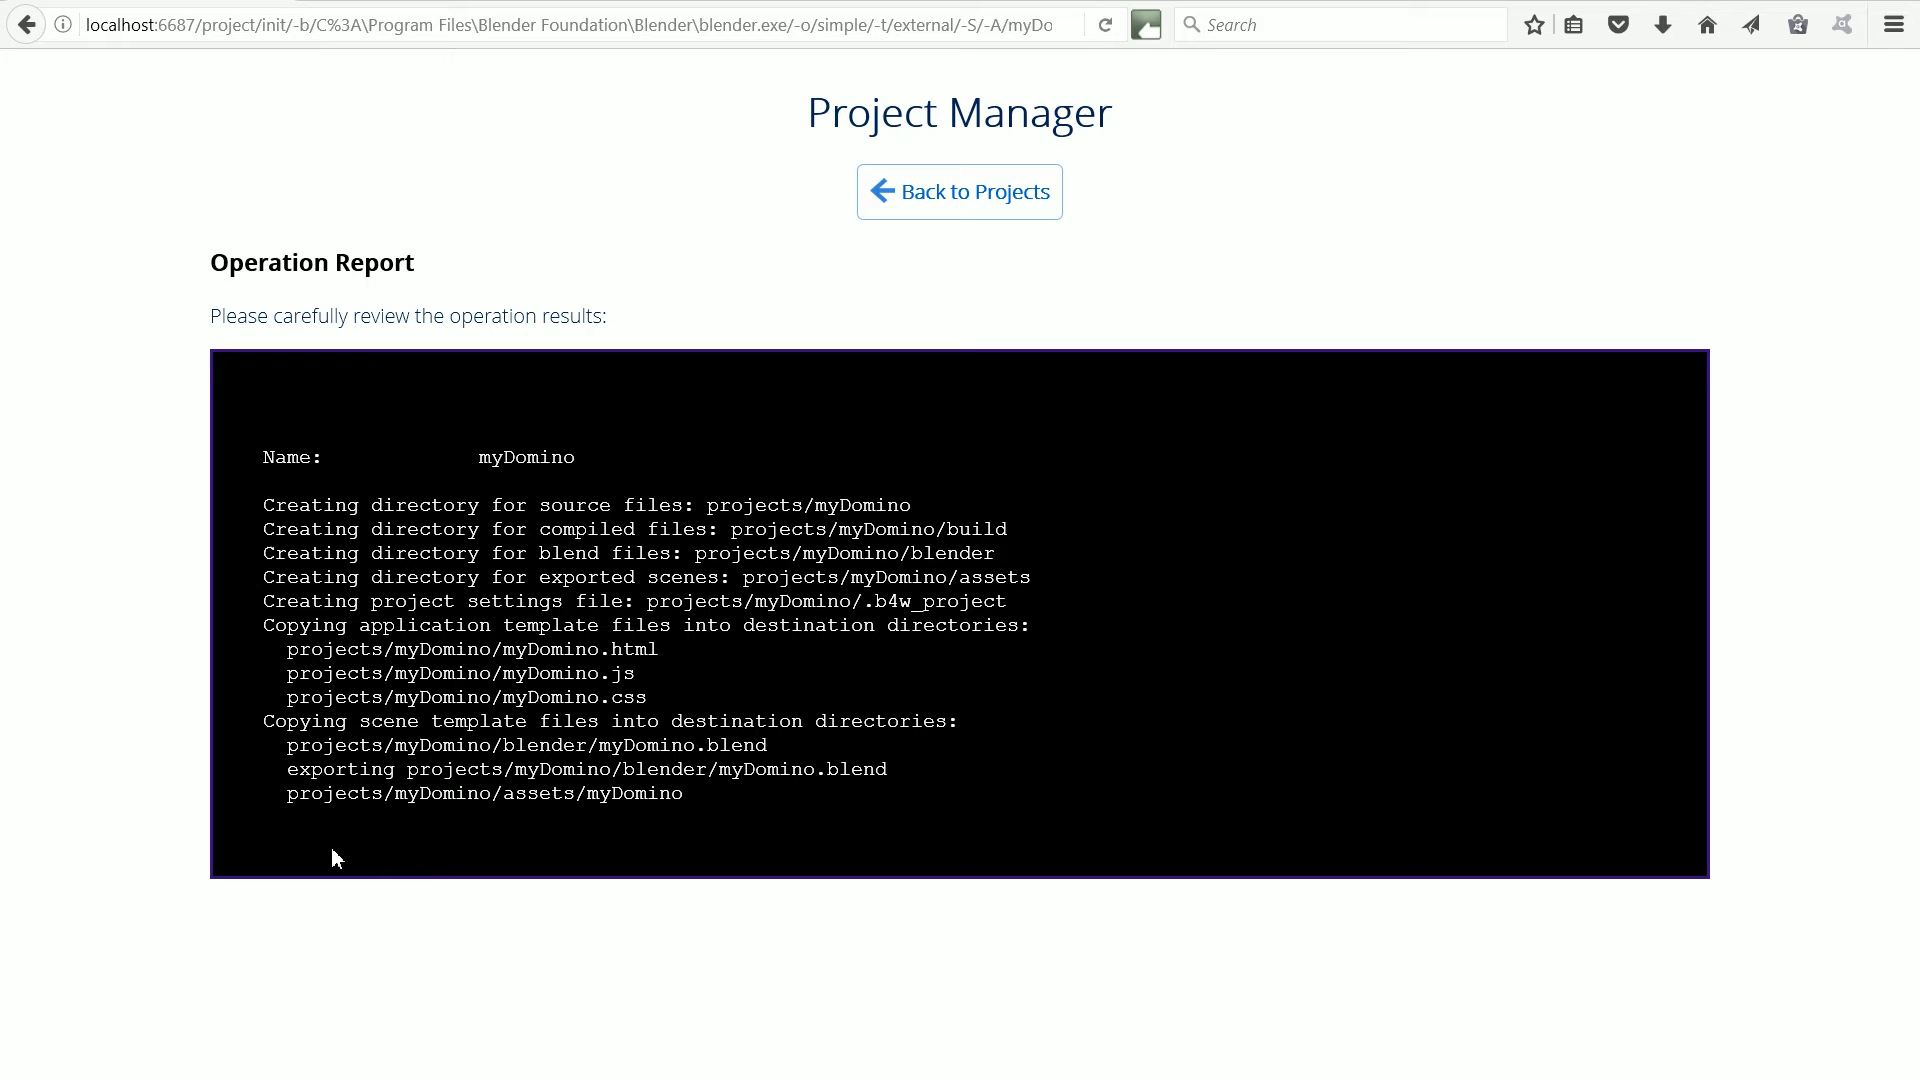 localhost:6687/project/init/-b/C%3A\Program Files\Blender Foundation\Blender\blender.exe/-o/simple/-t/external/-S/-A/myDo
Search
Project Manager
Back to Projects
Operation Report
Please carefully review the operation results:
Name: myDomino
Creating directory for source files: projects/myDomino
Creating directory for compiled files: projects/myDomino/build
Creating directory for blend files: projects/myDomino/blender
Creating directory for exported scenes: projects/myDomino/assets
Creating project settings file: projects/myDomino/.b4w_project
Copying application template files into destination directories:
projects/myDomino/myDomino.html
projects/myDomino/myDomino.js
projects/myDomino/myDomino.css
Copying scene template files into destination directories:
projects/myDomino/blender/myDomino.blend
exporting projects/myDomino/blender/myDomino.blend
projects/myDomino/assets/myDomino